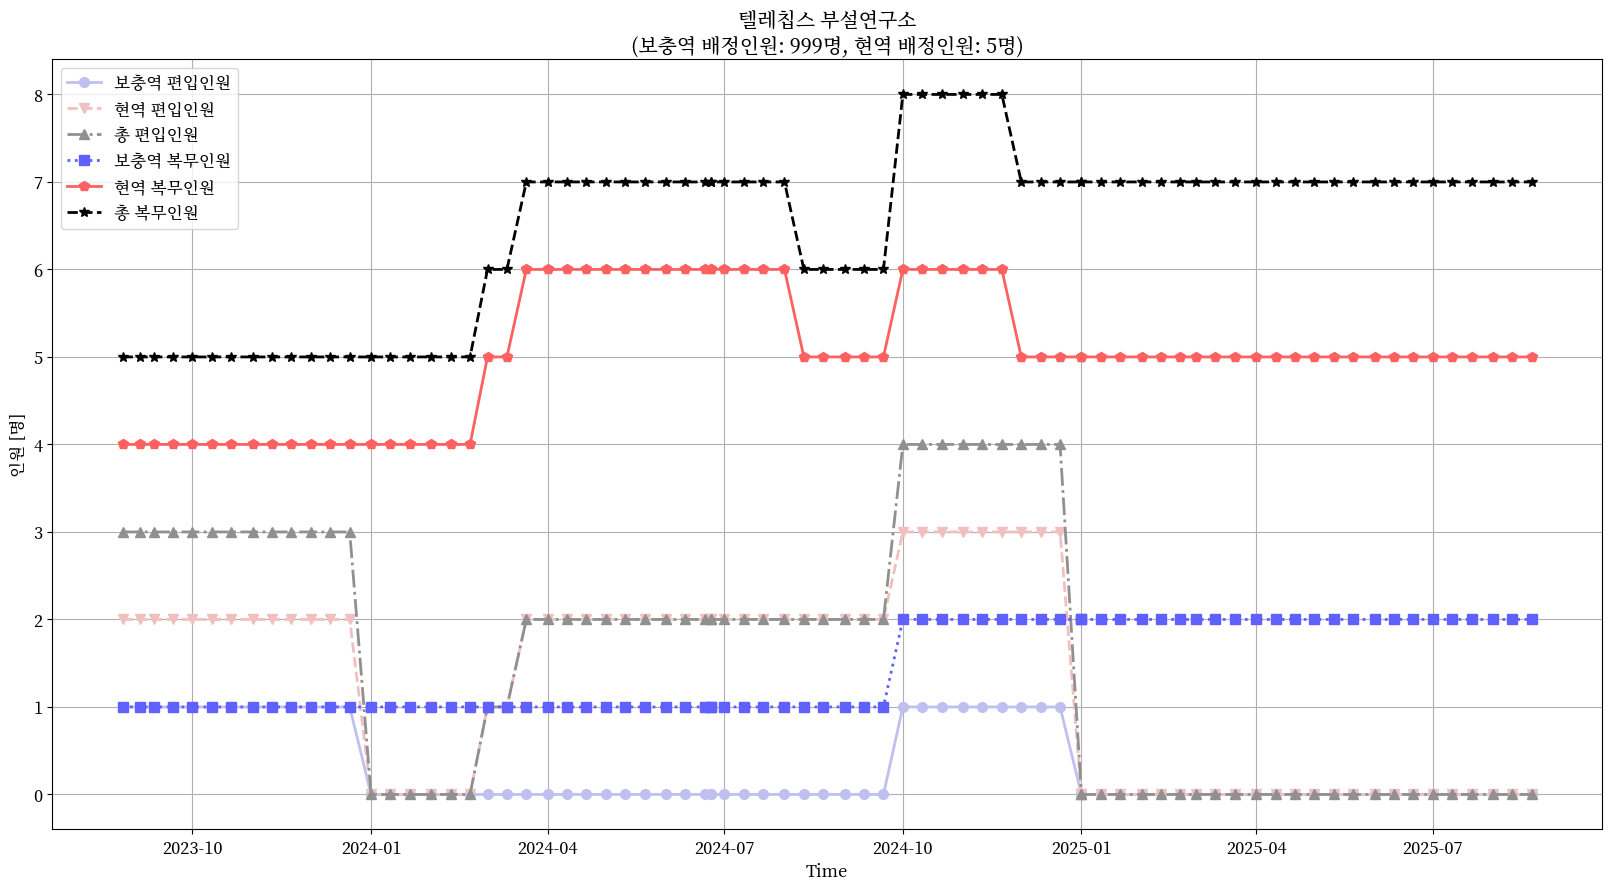 텔레칩스 부설연구소
(보충역 배정인원: 999명, 현역 배정인원: 5명)
보충역 편입인원
현역 편입인원
총 편입인원
보충역 복무인원
현역 복무인원
총 복무인원
인원 [명]
8
7
6
5
4
3
2
1
0
2023-10
2024-01
2024-04
2024-07
2024-10
2025-01
2025-04
2025-07
Time